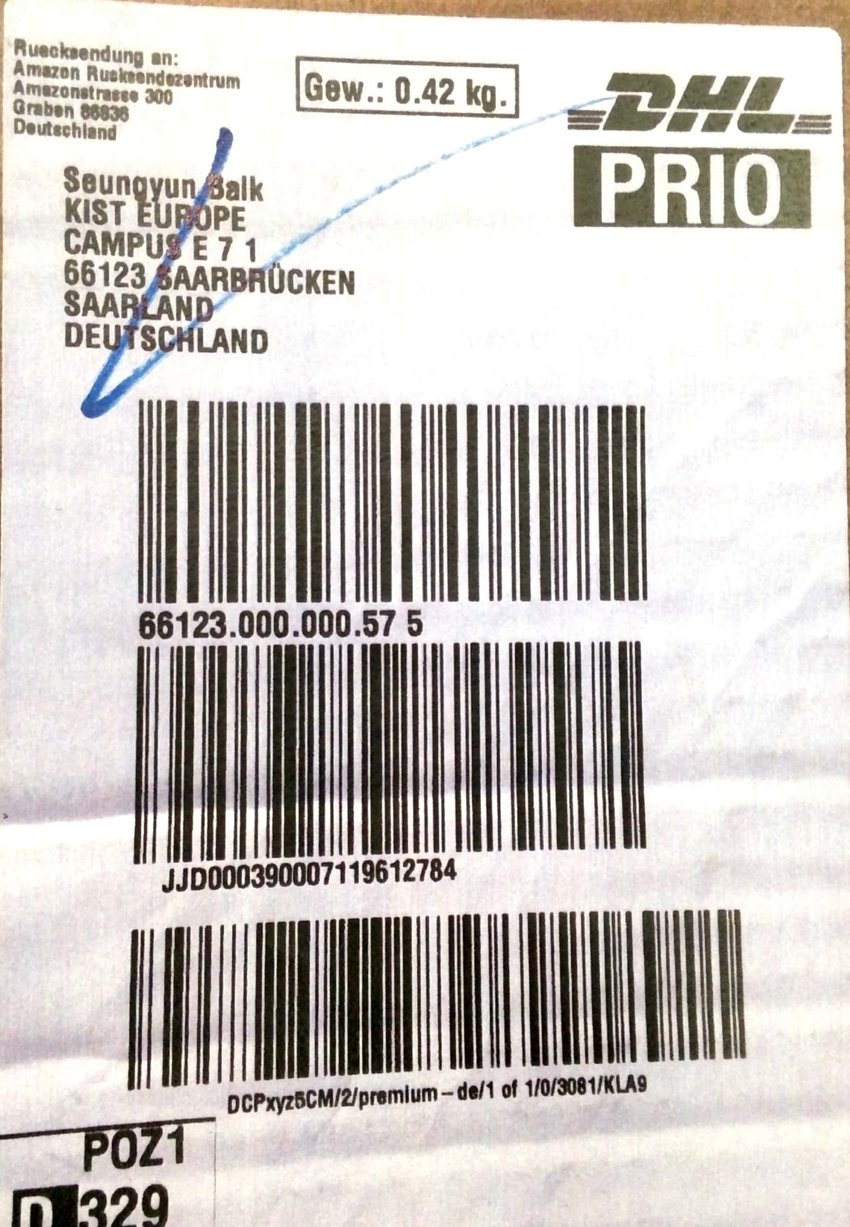 Ruecksendung an:
Amazon Rucksendezentrum
Amazonstrasse 300
Graben 86836
Deutschland
Gew.: 0.42 kg.
DHL
PRIO
Seungyun Baik
KIST EUROPE
CAMPUS E 7 1
66123 SAARBRÜCKEN
SAARLAND
DEUTSCHLAND
66123.000.000.57 5
JJD000390007119612784
DCPxyz5CM/2/premium-de/1 of 1/0/3081/KLA9
POZ1
D 329